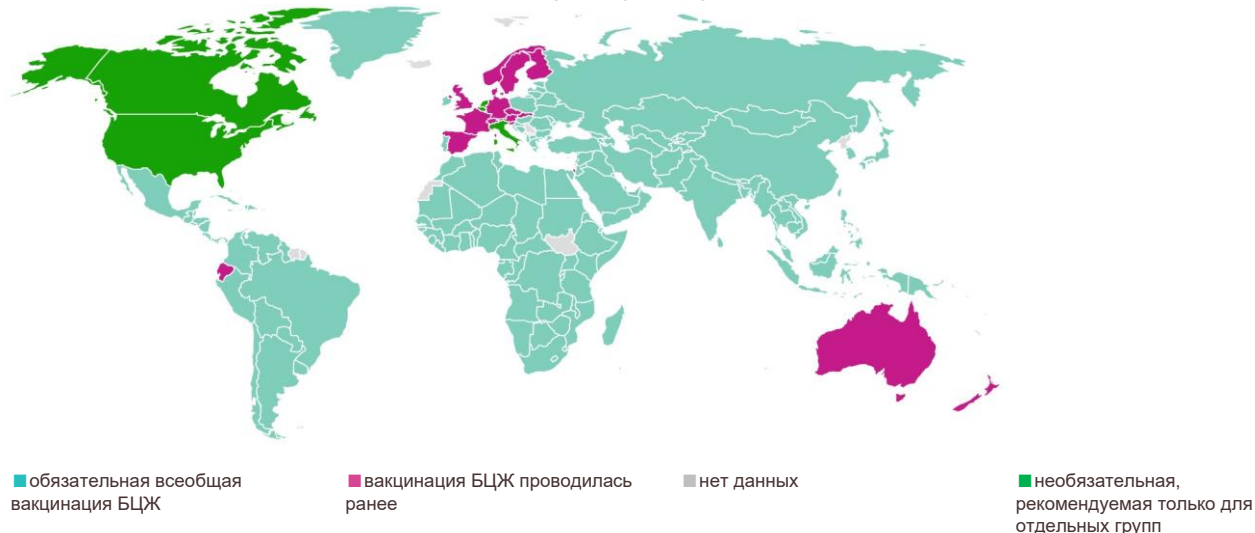 обязательная всеобщая
вакцинация БЦЖ
вакцинация БЦЖ проводилась
ранее
нет данных
необязательная,
рекомендуемая только для
отдельных групп